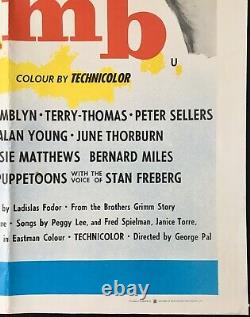 mb
U
COLOUR BY TECHNICOLOR
MBLYN • TERRY-THOMAS • PETER SELLERS
ALAN YOUNG • JUNE THORBURN
SIE MATTHEWS BERNARD MILES
PUPPETOONS WITH THE VOICE OF STAN FREBERG
by Ladislas Fodor • From the Brothers Grimm Story
ne • Songs by Peggy Lee, and Fred Spielman, Janice Torre,
in Eastman Colour • TECHNICOLOR • Directed by George Pal